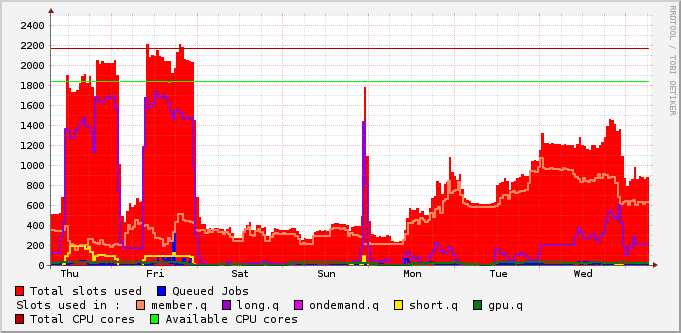 2400
2200
2000
1800
1600
1400
1200
1000
800
600
400
200
0
Thu Fri Sat Sun Mon Tue Wed
RRDTOOL / TOBI OETIKER
Total slots used Queued Jobs
Slots used in : member.q long.q ondemand.q short.q gpu.q
Total CPU cores Available CPU cores